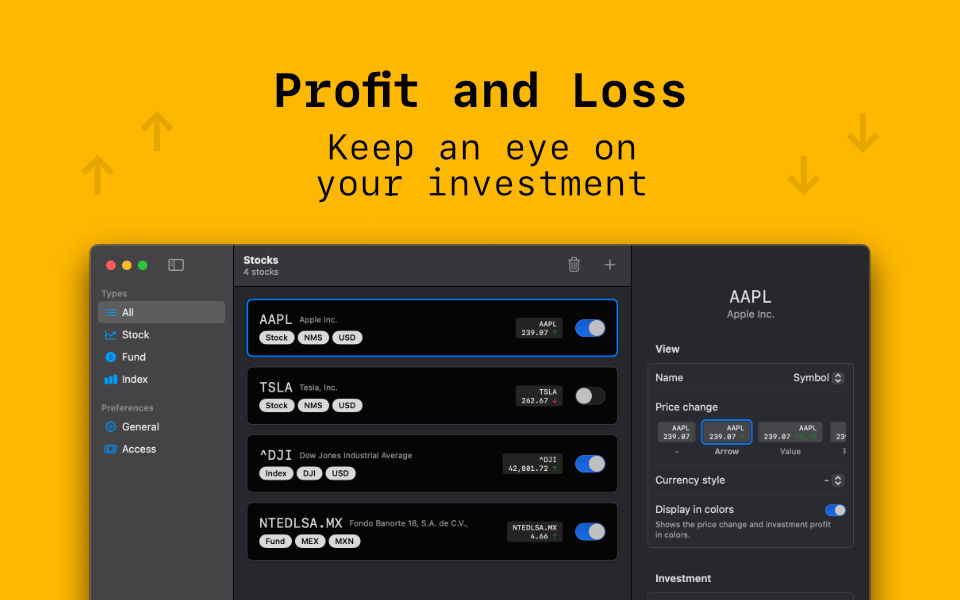 Profit and Loss
Keep an eye on
your investment
Types
All
Stock
Fund
Index
Preferences
General
Access
Stocks
4 stocks
AAPL Apple Inc.
Stock NMS USD
AAPL
239.07 ↑
TSLA Tesla, Inc.
Stock NMS USD
TSLA
262.67 ↓
^DJI Dow Jones Industrial Average
Index DJI USD
^DJI
42,801.72 ↑
NTEDLSA.MX Fondo Banorte 18, S.A. de C.V.,
Fund MEX MXN
NTEDLSA.MX
4.66 ↑
AAPL
Apple Inc.
View
Name Symbol
Price change
AAPL
239.07
-
AAPL
239.07 ↑
Arrow
AAPL
239.07
Value
Currency style -
Display in colors
Shows the price change and investment profit
in colors.
Investment